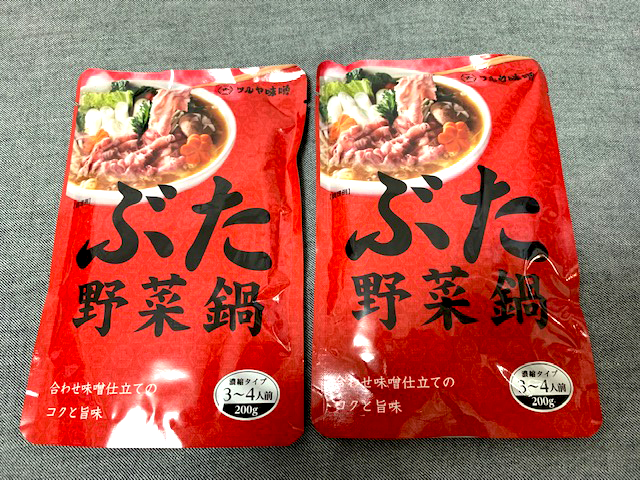 ツルヤ味噌
ぶた
野菜鍋
合わせ味噌仕立ての
コクと旨味
濃縮タイプ
3〜4人前
200g
ツルヤ味噌
ぶた
野菜鍋
合わせ味噌仕立ての
コクと旨味
濃縮タイプ
3〜4人前
200g